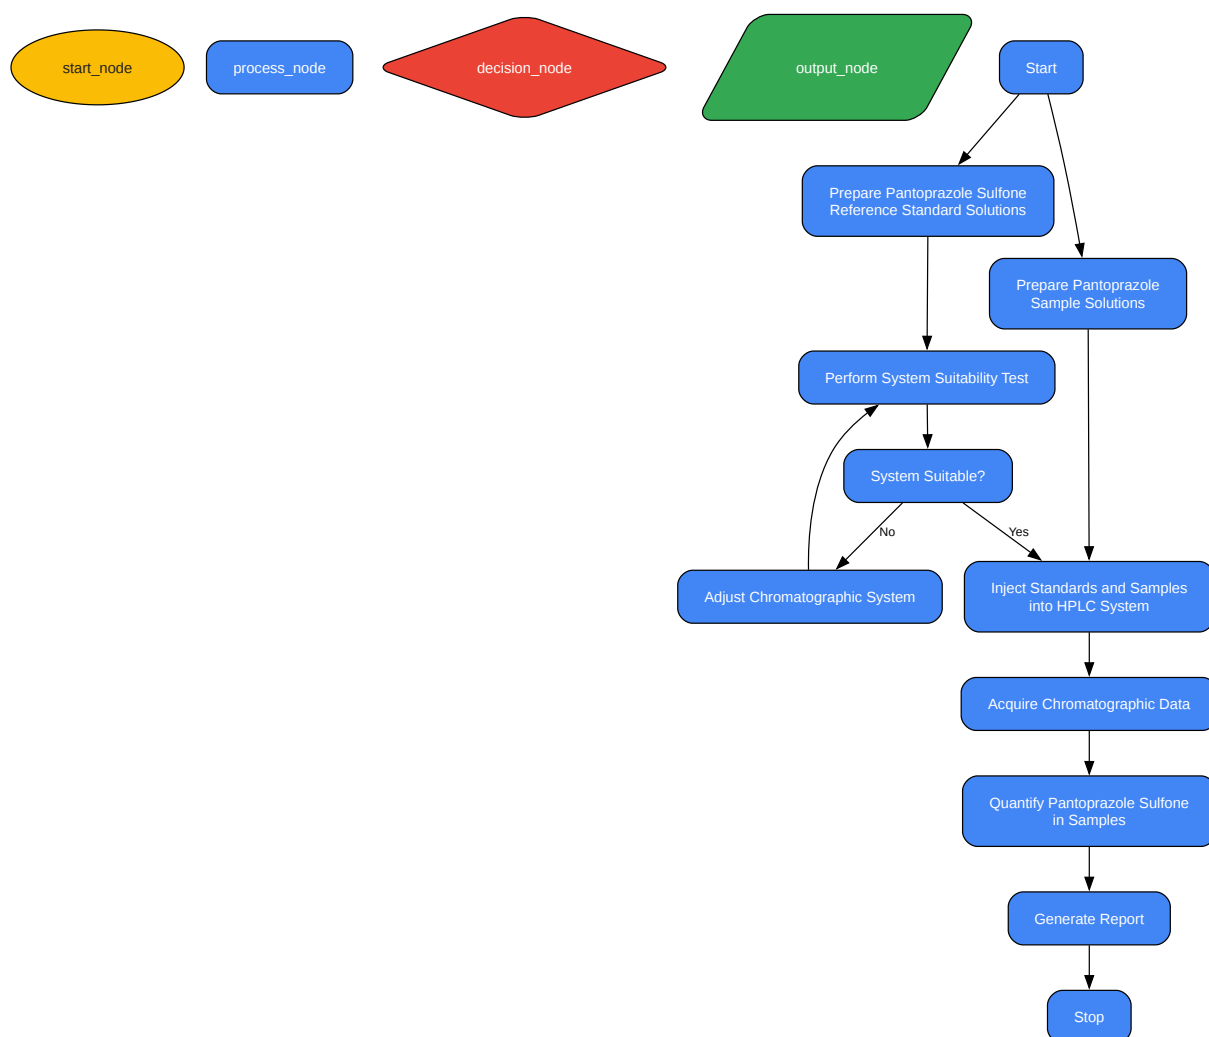 start_node
process_node
decision_node
output_node
Start
Prepare Pantoprazole Sulfone
Reference Standard Solutions
Prepare Pantoprazole
Sample Solutions
Perform System Suitability Test
System Suitable?
No
Yes
Adjust Chromatographic System
Inject Standards and Samples
into HPLC System
Acquire Chromatographic Data
Quantify Pantoprazole Sulfone
in Samples
Generate Report
Stop